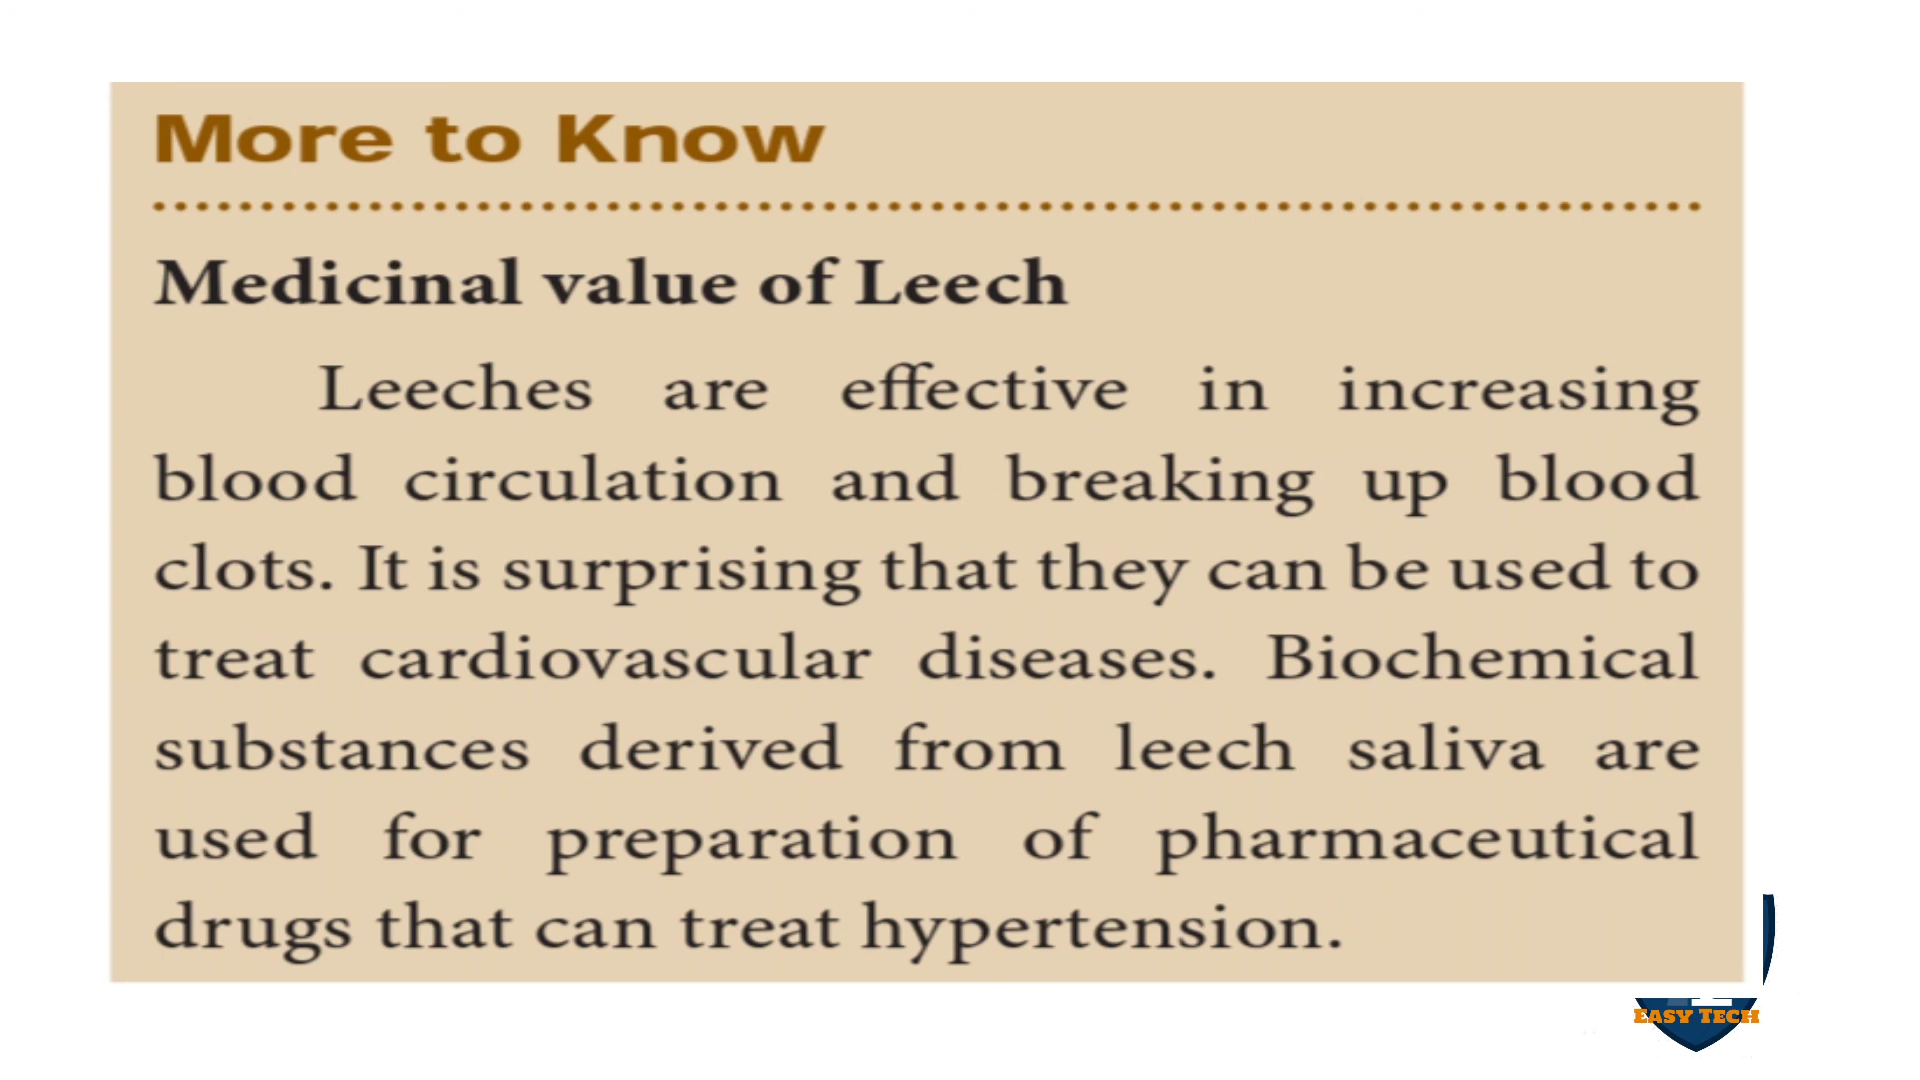 More to Know
Medicinal value of Leech
Leeches are effective in increasing
blood circulation and breaking up blood
clots. It is surprising that they can be used to
treat cardiovascular diseases. Biochemical
substances derived from leech saliva are
used for preparation of pharmaceutical
drugs that can treat hypertension.
EASY TECH